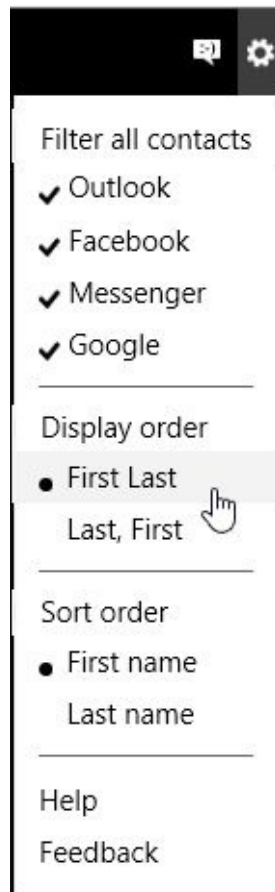 Filter all contacts
Outlook
Facebook
Messenger
Google
Display order
First Last
Last, First
Sort order
First name
Last name
Help
Feedback